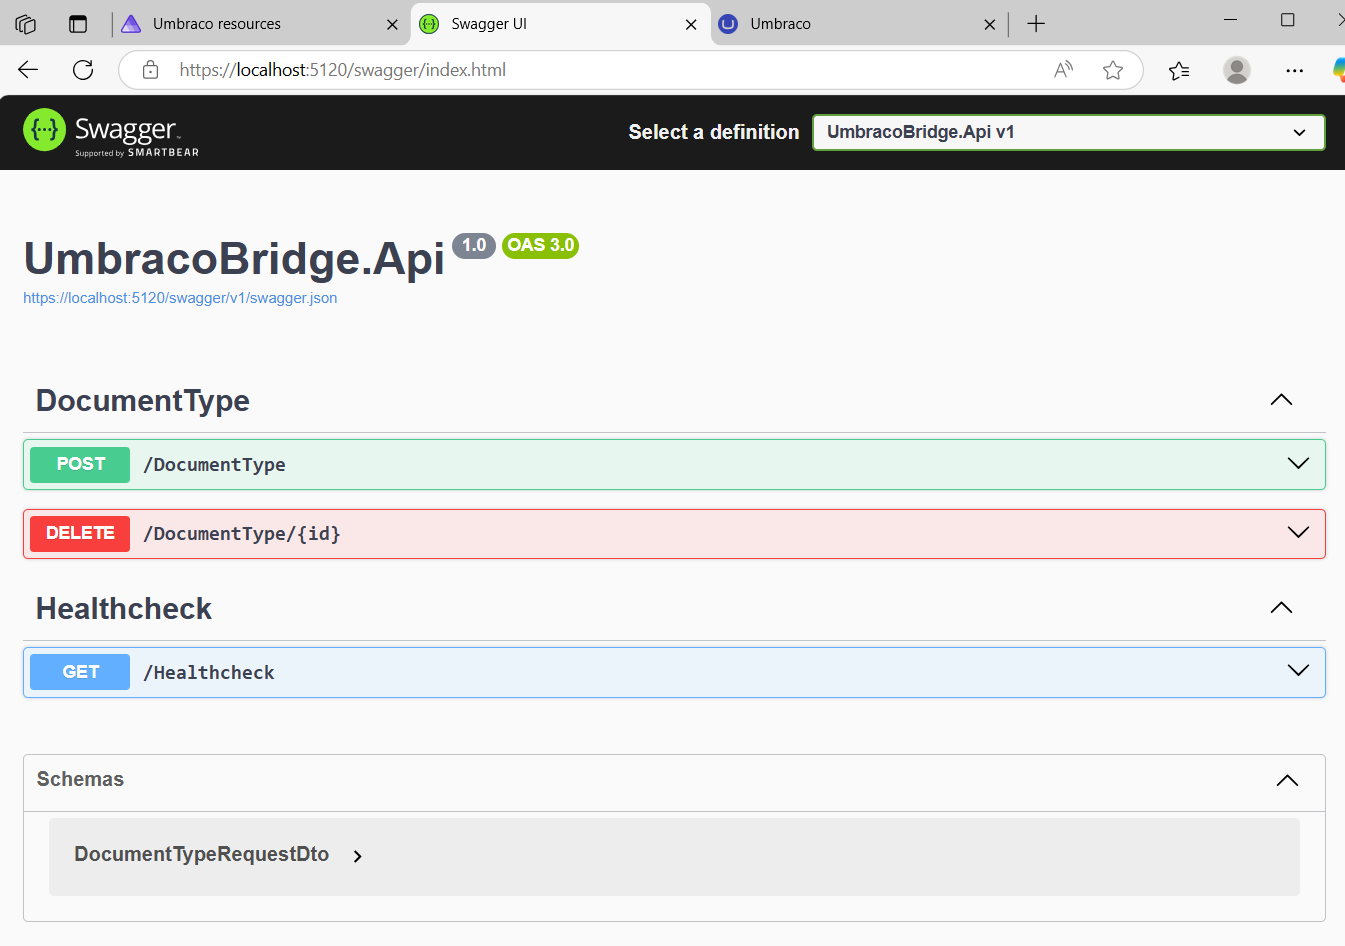 Umbraco resources
Swagger UI
Umbraco
https://localhost:5120/swagger/index.html
Swagger
Supported by SMARTBEAR
Select a definition
UmbracoBridge.Api v1
UmbracoBridge.Api 1.0 OAS 3.0
https://localhost:5120/swagger/v1/swagger.json
DocumentType
POST /DocumentType
DELETE /DocumentType/{id}
Healthcheck
GET /Healthcheck
Schemas
DocumentTypeRequestDto